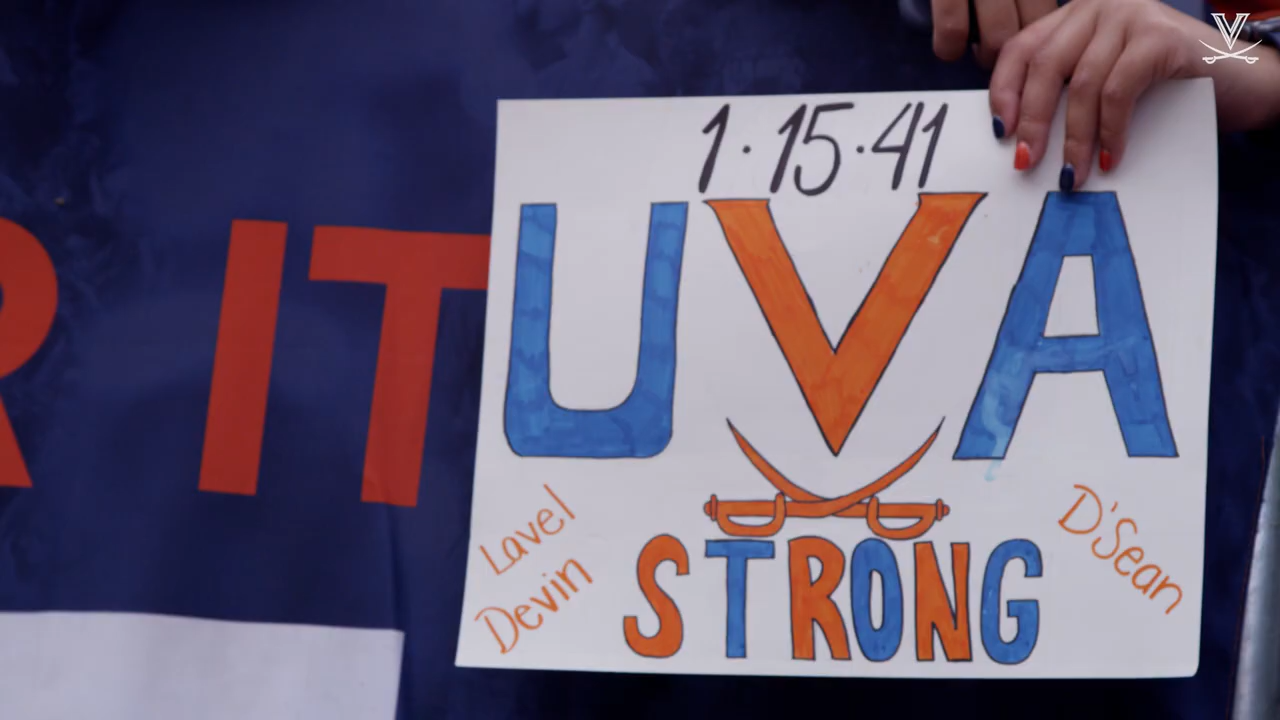 1·15·41
UVA
Lavel
Devin
D'Sean
STRONG
R IT
V